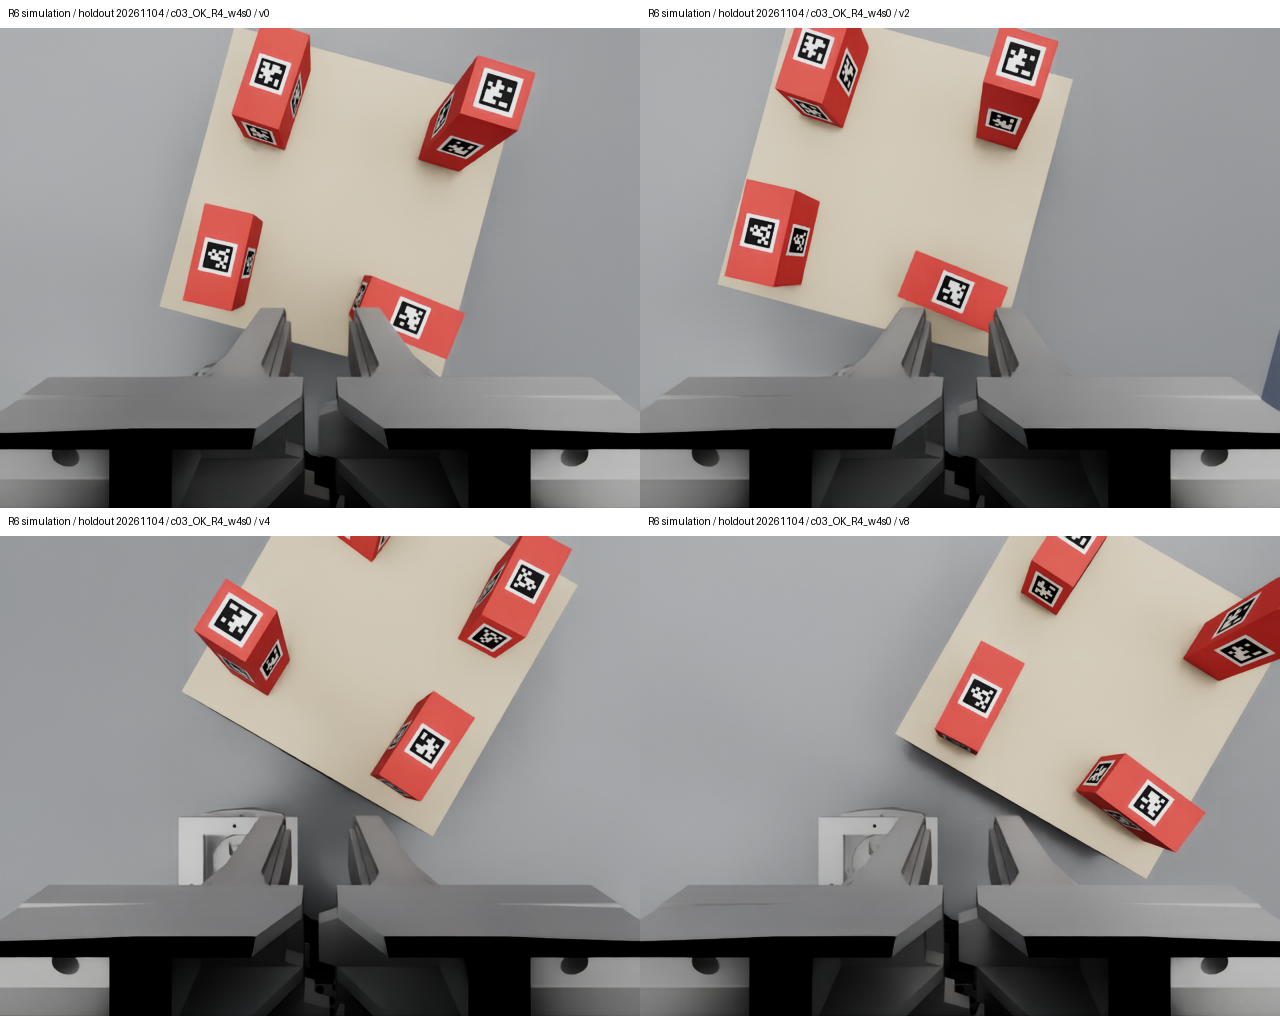 R6 simulation / holdout 20261104 / c03_OK_R4_w4s0 / v0
R6 simulation / holdout 20261104 / c03_OK_R4_w4s0 / v2
R6 simulation / holdout 20261104 / c03_OK_R4_w4s0 / v4
R6 simulation / holdout 20261104 / c03_OK_R4_w4s0 / v8